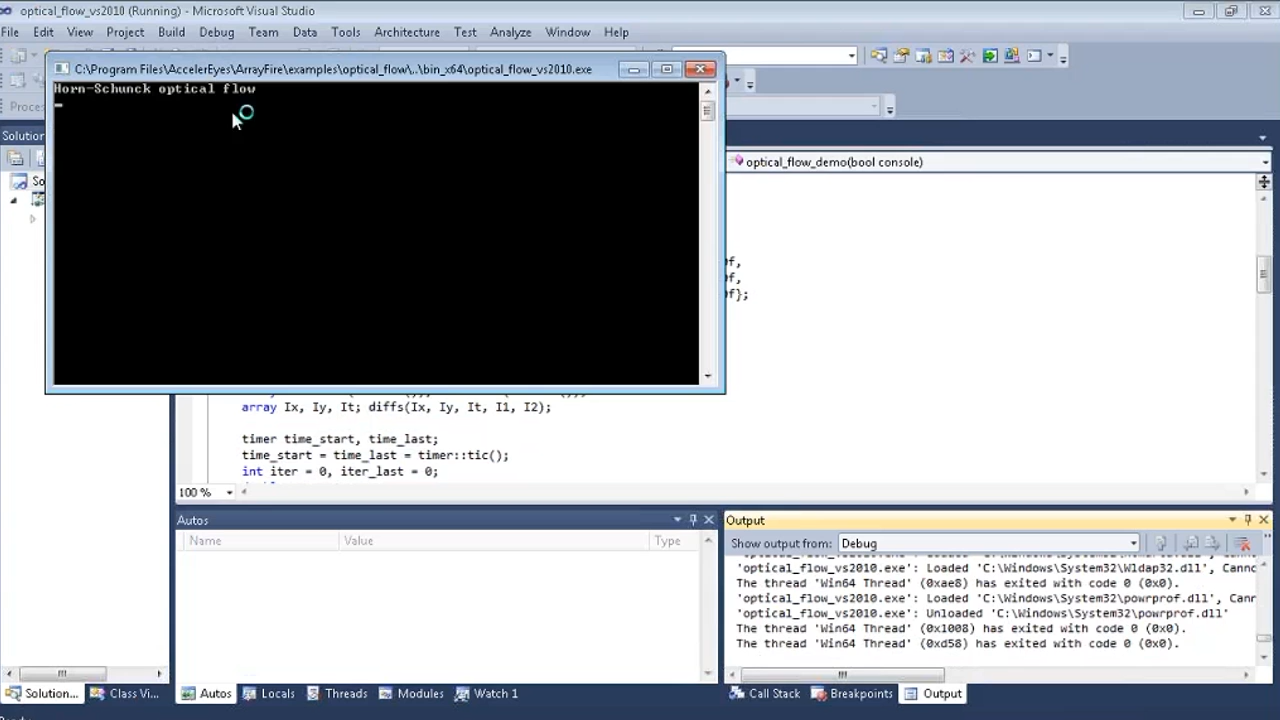 optical_flow_vs2010 (Running) - Microsoft Visual Studio
File Edit View Project Build Debug Team Data Tools Architecture Test Analyze Window Help
C:\Program Files\AccelerEyes\ArrayFire\examples\optical_flow\..\bin_x64\optical_flow_vs2010.exe
Horn-Schunck optical flow
Proce
Solution
optical_flow_demo(bool console)
So
f,
f,
f};
array Ix, Iy, It; diffs(Ix, Iy, It, I1, I2);
timer time_start, time_last;
time_start = time_last = timer::tic();
int iter = 0, iter_last = 0;
100 %
Autos
Name Value Type
Output
Show output from: Debug
'optical_flow_vs2010.exe': Loaded 'C:\Windows\System32\Wldap32.dll', Canno
The thread 'Win64 Thread' (0xae8) has exited with code 0 (0x0).
'optical_flow_vs2010.exe': Loaded 'C:\Windows\System32\powrprof.dll', Cann
'optical_flow_vs2010.exe': Unloaded 'C:\Windows\System32\powrprof.dll'
The thread 'Win64 Thread' (0x1008) has exited with code 0 (0x0).
The thread 'Win64 Thread' (0xd58) has exited with code 0 (0x0).
Solution... Class Vi... Autos Locals Threads Modules Watch 1 Call Stack Breakpoints Output